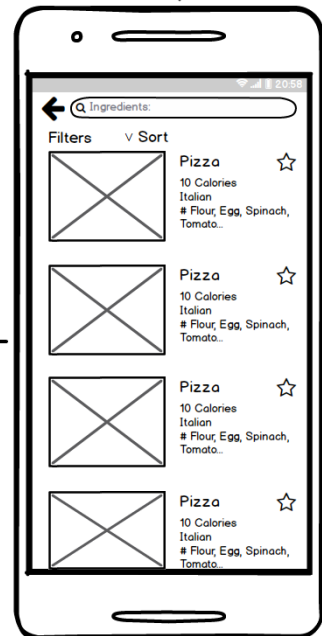 20:58
Ingredients:
Filters v Sort
Pizza
10 Calories
Italian
# Flour, Egg, Spinach,
Tomato...
Pizza
10 Calories
Italian
# Flour, Egg, Spinach,
Tomato...
Pizza
10 Calories
Italian
# Flour, Egg, Spinach,
Tomato...
Pizza
10 Calories
Italian
# Flour, Egg, Spinach,
Tomato...